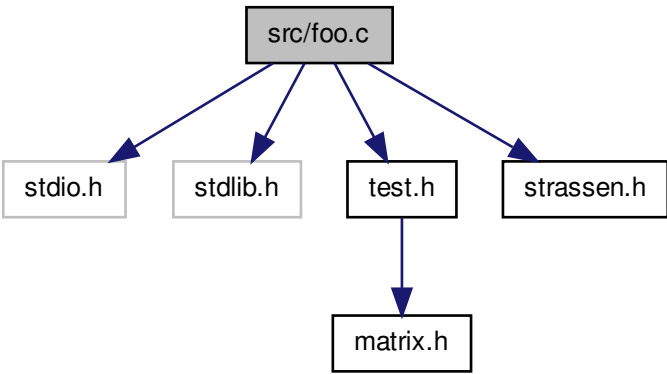 src/foo.c
stdio.h
stdlib.h
test.h
strassen.h
matrix.h